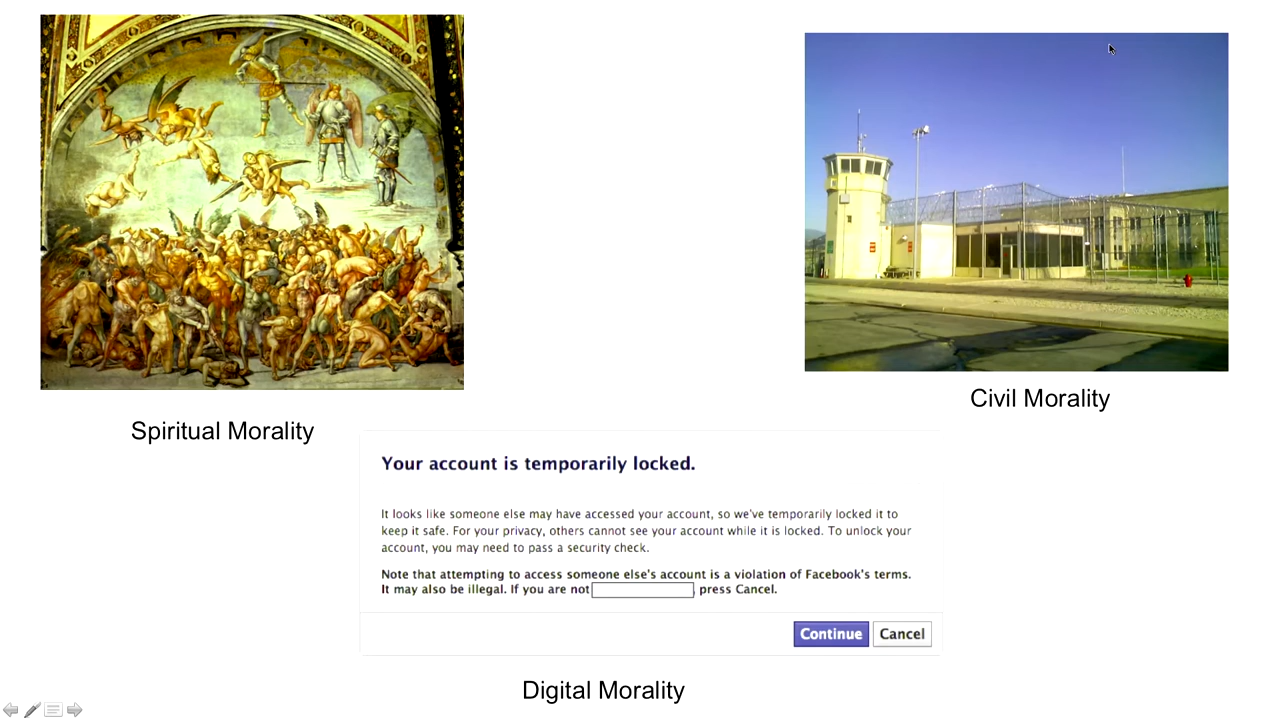 Spiritual Morality
Civil Morality
Your account is temporarily locked.
It looks like someone else may have accessed your account, so we've temporarily locked it to
keep it safe. For your privacy, others cannot see your account while it is locked. To unlock your
account, you may need to pass a security check.
Note that attempting to access someone else's account is a violation of Facebook's terms.
It may also be illegal. If you are not , press Cancel.
Continue Cancel
Digital Morality